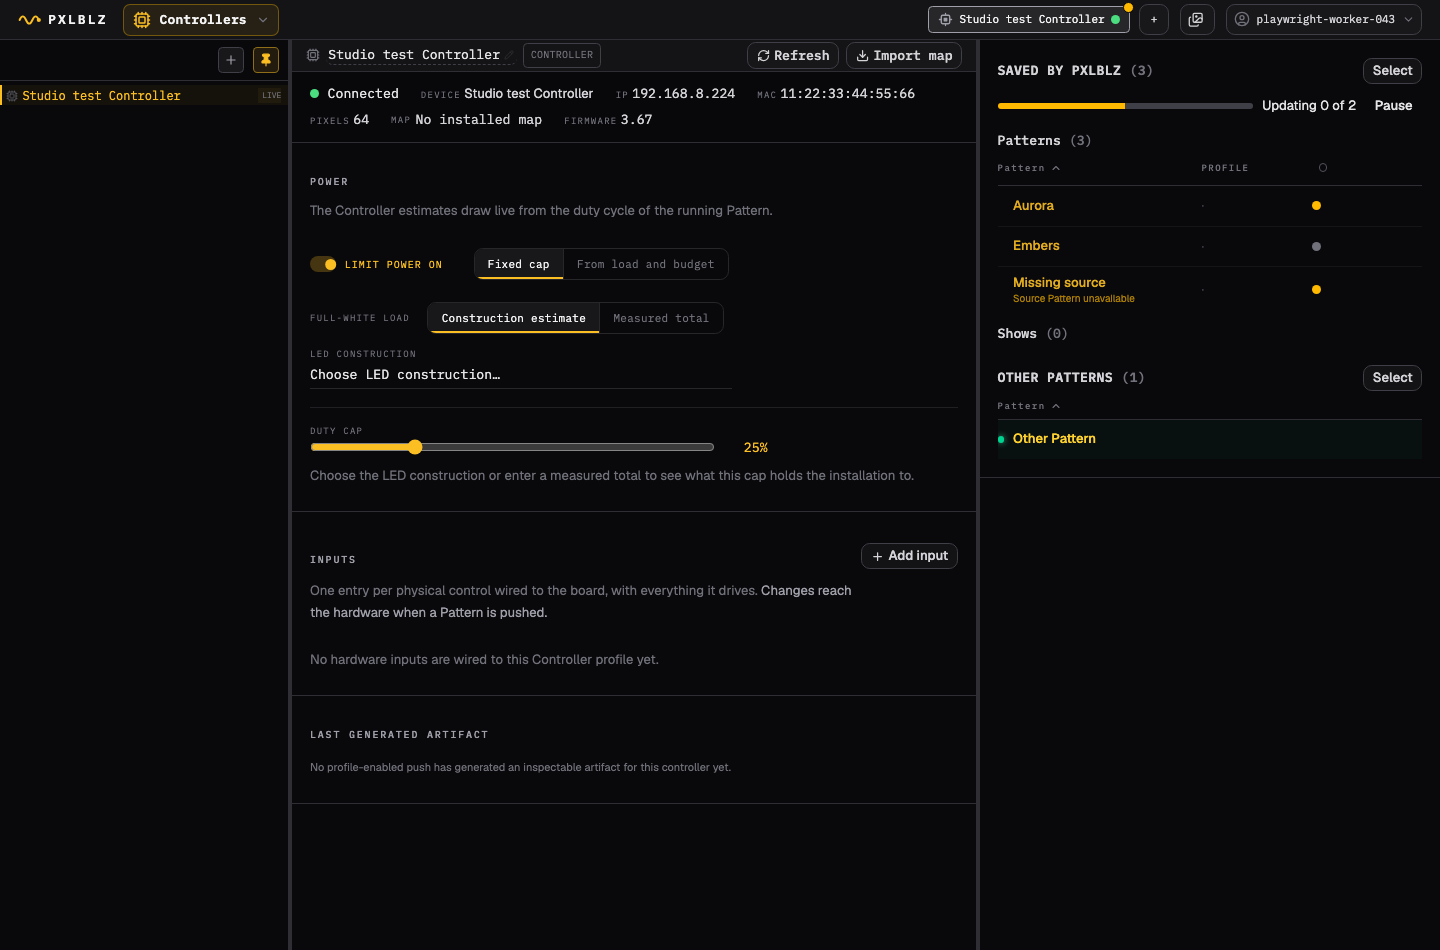 PXLBLZ
Controllers
Studio test Controller
+
playwright-worker-043
+
Studio test Controller LIVE
Studio test Controller CONTROLLER
Refresh
Import map
Connected DEVICE Studio test Controller IP 192.168.8.224 MAC 11:22:33:44:55:66
PIXELS 64 MAP No installed map FIRMWARE 3.67
POWER
The Controller estimates draw live from the duty cycle of the running Pattern.
LIMIT POWER ON Fixed cap From load and budget
FULL-WHITE LOAD Construction estimate Measured total
LED CONSTRUCTION
Choose LED construction…
DUTY CAP
25%
Choose the LED construction or enter a measured total to see what this cap holds the installation to.
INPUTS
+ Add input
One entry per physical control wired to the board, with everything it drives. Changes reach
the hardware when a Pattern is pushed.
No hardware inputs are wired to this Controller profile yet.
LAST GENERATED ARTIFACT
No profile-enabled push has generated an inspectable artifact for this controller yet.
SAVED BY PXLBLZ (3) Select
Updating 0 of 2 Pause
Patterns (3)
Pattern PROFILE
Aurora
Embers
Missing source
Source Pattern unavailable
Shows (0)
OTHER PATTERNS (1) Select
Pattern
Other Pattern